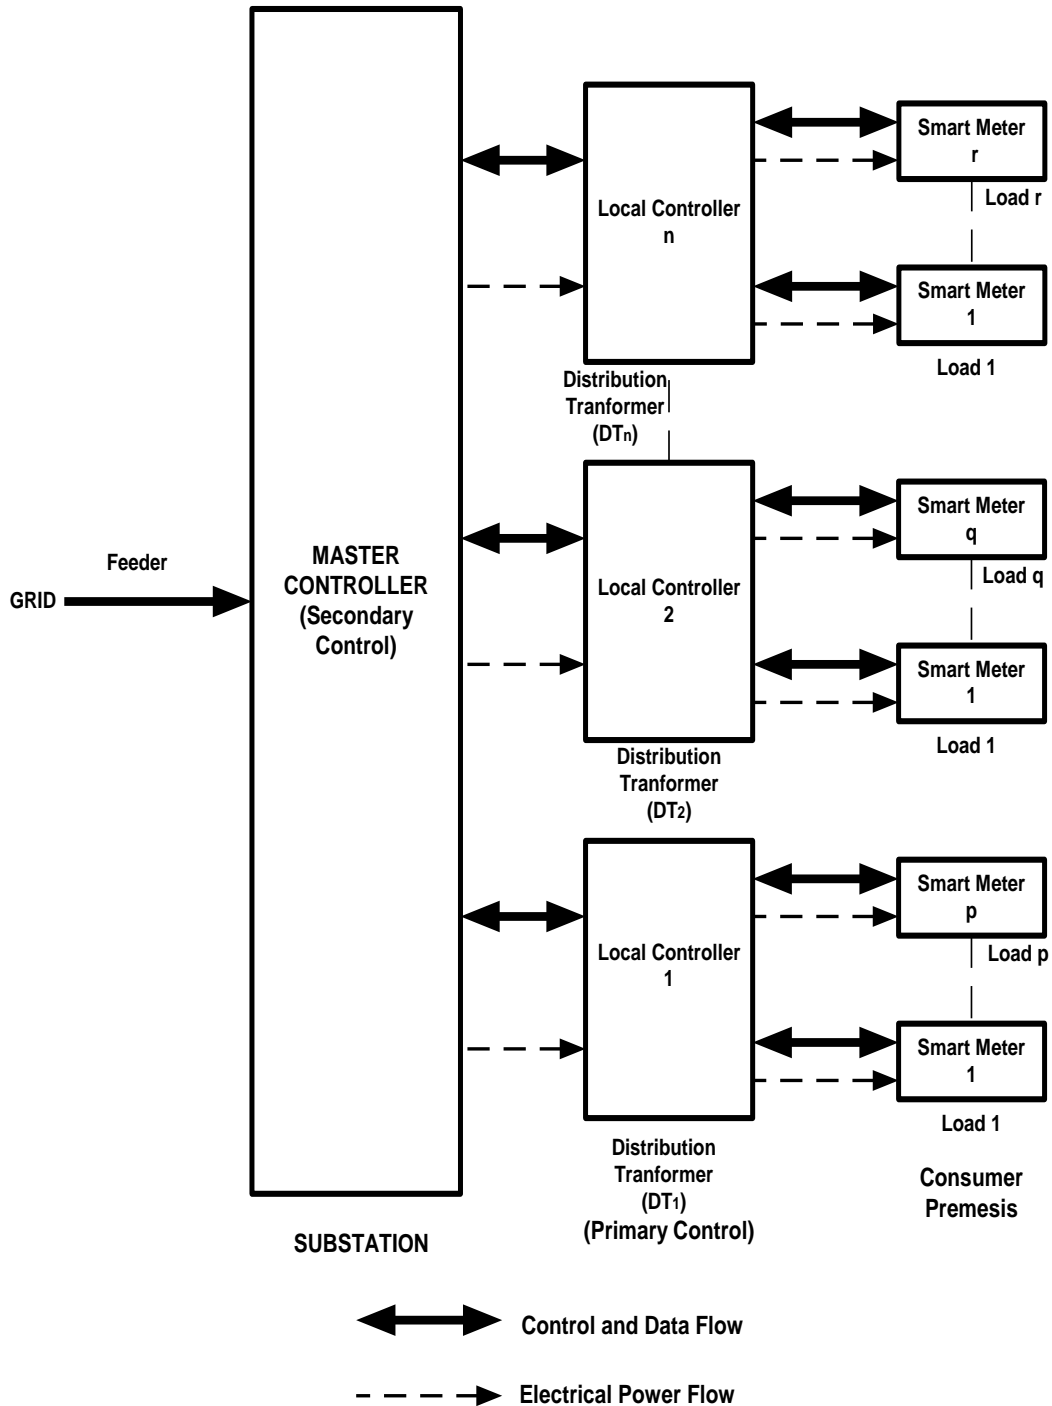 Smart Meter
r
Load r
Local Controller
n
Smart Meter
1
Load 1
Distribution
Tranformer
(DTn)
Smart Meter
q
Load q
Feeder
GRID
MASTER
CONTROLLER
(Secondary
Control)
Local Controller
2
Smart Meter
1
Load 1
Distribution
Tranformer
(DT2)
Smart Meter
p
Load p
Local Controller
1
Smart Meter
1
Load 1
Distribution
Tranformer
(DT1)
(Primary Control)
Consumer
Premesis
SUBSTATION
Control and Data Flow
Electrical Power Flow